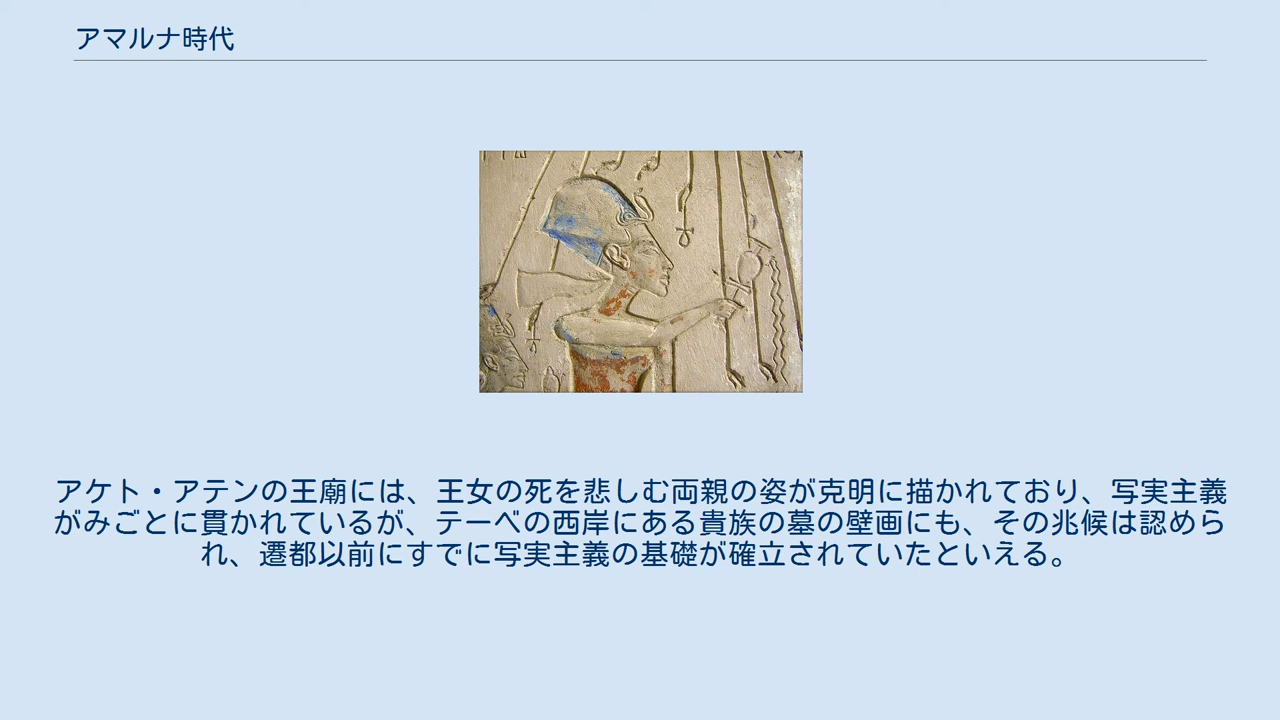 アマルナ時代
アケト・アテンの王廟には、王女の死を悲しむ両親の姿が克明に描かれており、写実主義
がみごとに貫かれているが、テーベの西岸にある貴族の墓の壁画にも、その兆候は認めら
れ、遷都以前にすでに写実主義の基礎が確立されていたといえる。